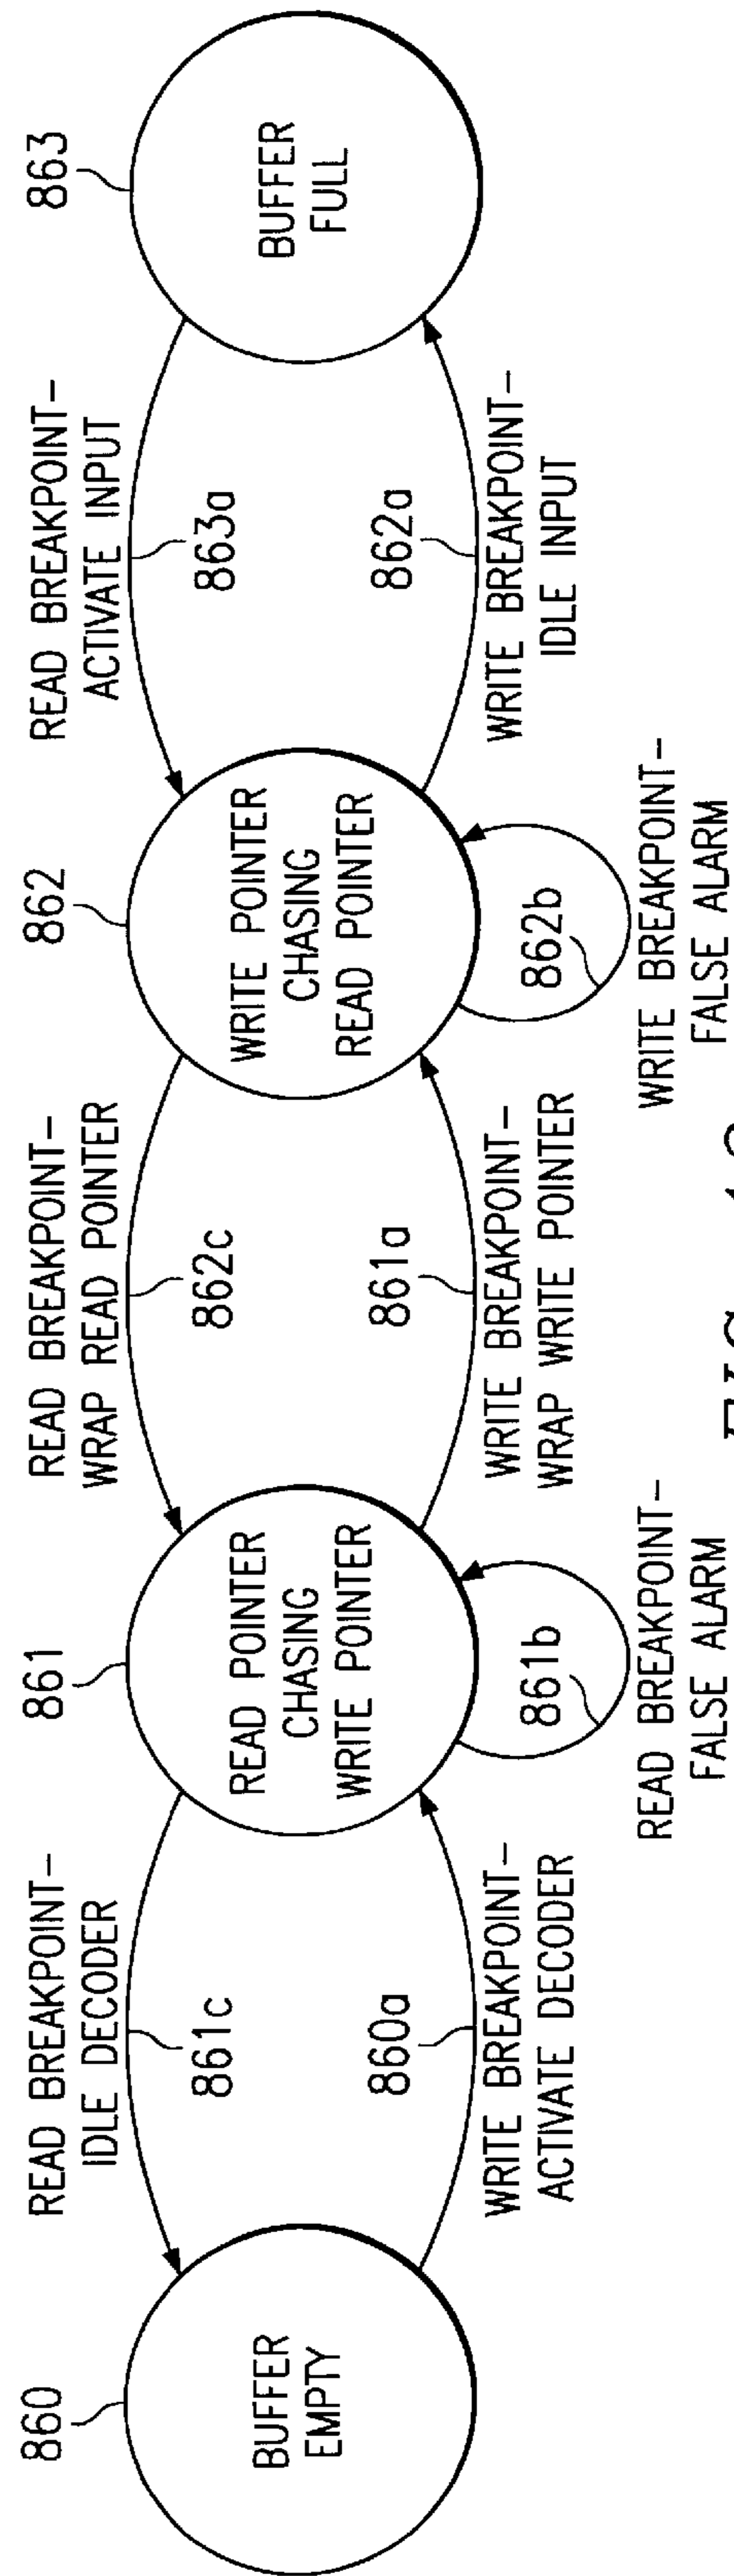 860
READ BREAKPOINT-
IDLE DECODER
861
READ BREAKPOINT-
WRAP READ POINTER
862
READ BREAKPOINT-
ACTIVATE INPUT
863
861c
862c
863a
BUFFER
EMPTY
READ POINTER
CHASING
WRITE POINTER
WRITE POINTER
CHASING
READ POINTER
BUFFER
FULL
860a
861a
862a
WRITE BREAKPOINT-
ACTIVATE DECODER
861b
WRITE BREAKPOINT-
WRAP WRITE POINTER
862b
WRITE BREAKPOINT-
IDLE INPUT
READ BREAKPOINT-
FALSE ALARM
WRITE BREAKPOINT-
FALSE ALARM